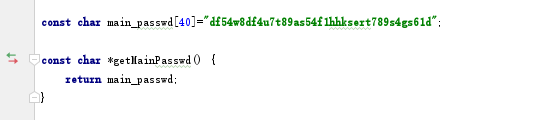 const char main_passwd[40]="df54w8df4u7t89as54f1hhksert789s4gs61d";
const char *getMainPasswd() {
return main_passwd;
}